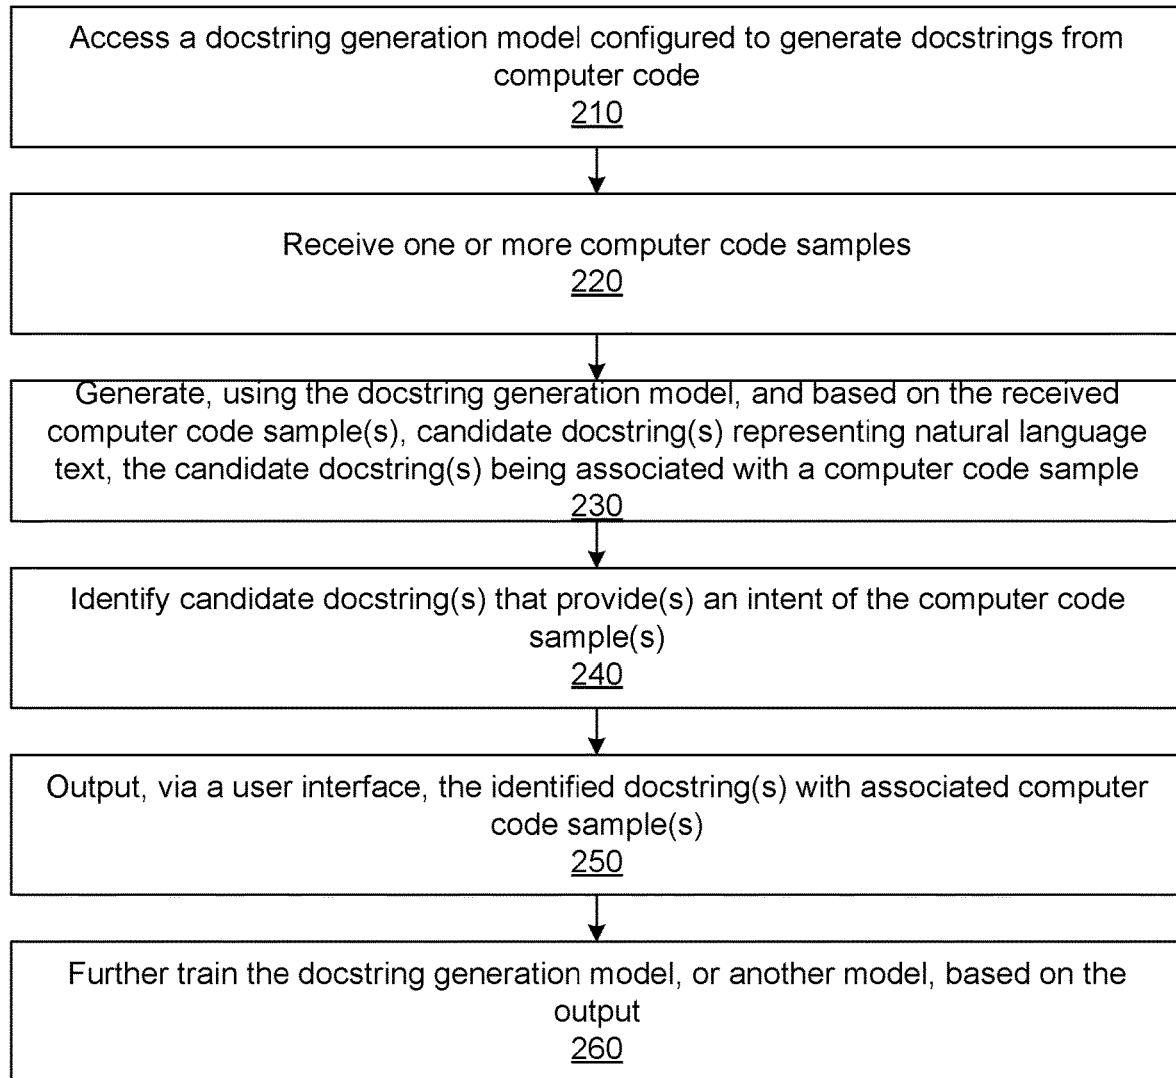 Access a docstring generation model configured to generate docstrings from
computer code
210
Receive one or more computer code samples
220
Generate, using the docstring generation model, and based on the received
computer code sample(s), candidate docstring(s) representing natural language
text, the candidate docstring(s) being associated with a computer code sample
230
Identify candidate docstring(s) that provide(s) an intent of the computer code
sample(s)
240
Output, via a user interface, the identified docstring(s) with associated computer
code sample(s)
250
Further train the docstring generation model, or another model, based on the
output
260